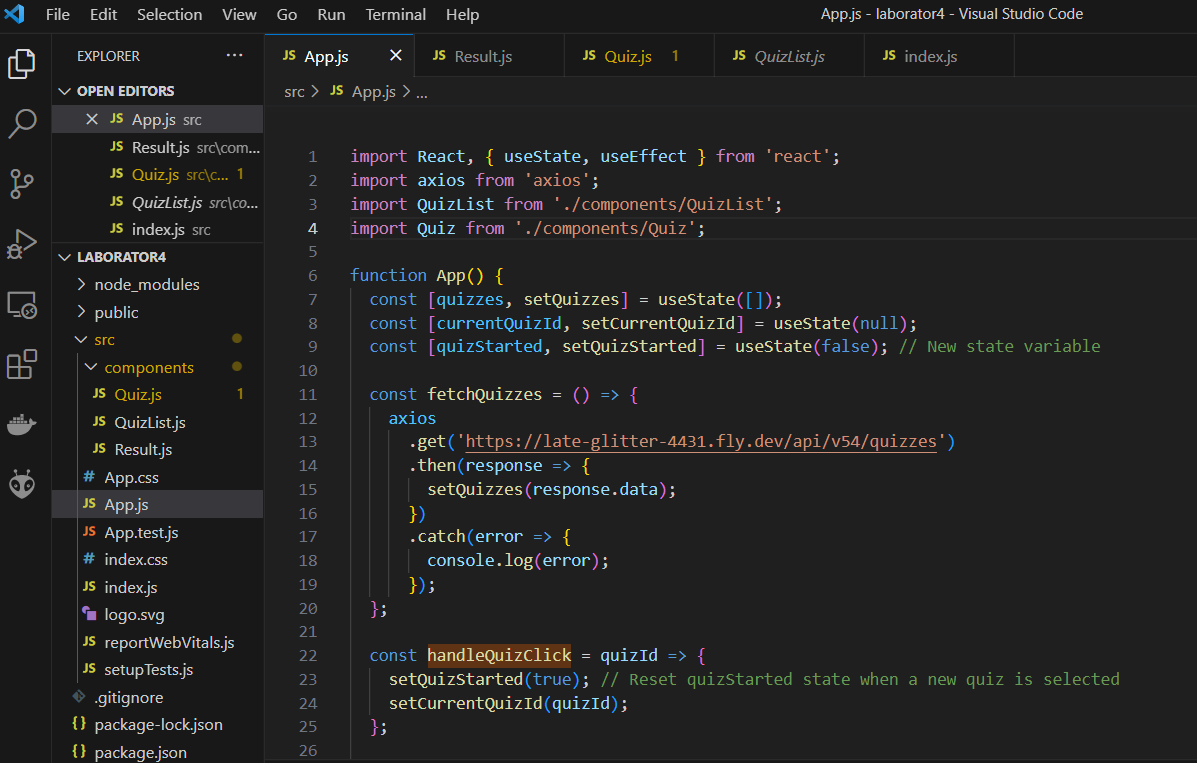 File Edit Selection View Go Run Terminal Help App.js - laborator4 - Visual Studio Code
EXPLORER ...
OPEN EDITORS
JS App.js src
JS Result.js src\com...
JS Quiz.js src\c... 1
JS QuizList.js src\co...
JS index.js src
LABORATOR4
node_modules
public
src
components
JS Quiz.js 1
JS QuizList.js
JS Result.js
# App.css
JS App.js
JS App.test.js
# index.css
JS index.js
logo.svg
JS reportWebVitals.js
JS setupTests.js
.gitignore
{} package-lock.json
{} package.json
JS App.js JS Result.js JS Quiz.js 1 JS QuizList.js JS index.js
src > JS App.js > ...
1 import React, { useState, useEffect } from 'react';
2 import axios from 'axios';
3 import QuizList from './components/QuizList';
4 import Quiz from './components/Quiz';
5
6 function App() {
7   const [quizzes, setQuizzes] = useState([]);
8   const [currentQuizId, setCurrentQuizId] = useState(null);
9   const [quizStarted, setQuizStarted] = useState(false); // New state variable
10
11   const fetchQuizzes = () => {
12     axios
13       .get('https://late-glitter-4431.fly.dev/api/v54/quizzes')
14       .then(response => {
15         setQuizzes(response.data);
16       })
17       .catch(error => {
18         console.log(error);
19       });
20   };
21
22   const handleQuizClick = quizId => {
23     setQuizStarted(true); // Reset quizStarted state when a new quiz is selected
24     setCurrentQuizId(quizId);
25   };
26